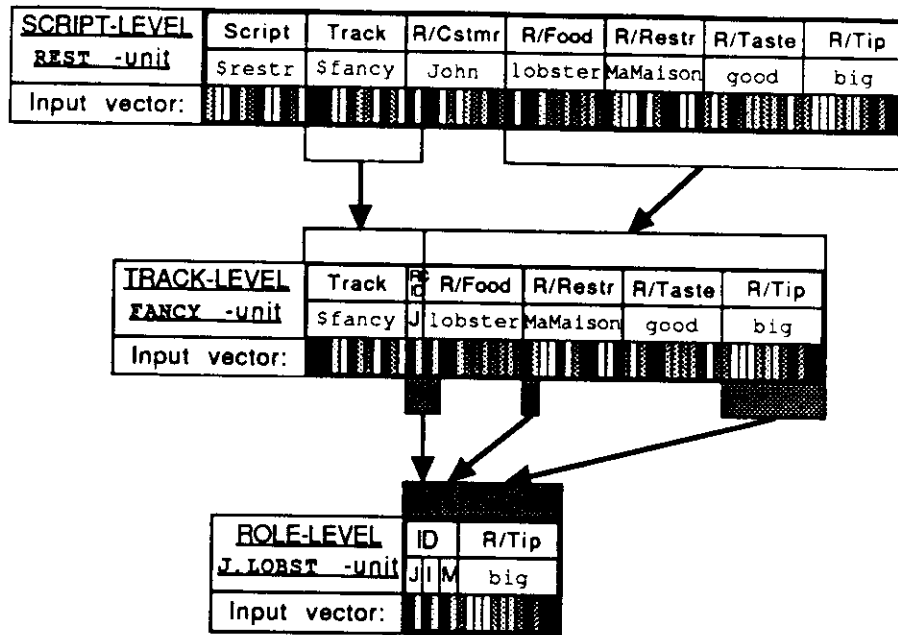 SCRIPT-LEVEL Script Track R/Cstmr R/Food R/Restr R/Taste R/Tip
REST -unit $restr $fancy John lobster MaMaison good big
Input vector:
TRACK-LEVEL Track R/Food R/Restr R/Taste R/Tip
FANCY -unit $fancy J lobster MaMaison good big
Input vector:
ROLE-LEVEL ID R/Tip
J.LOBST -unit J I M big
Input vector: